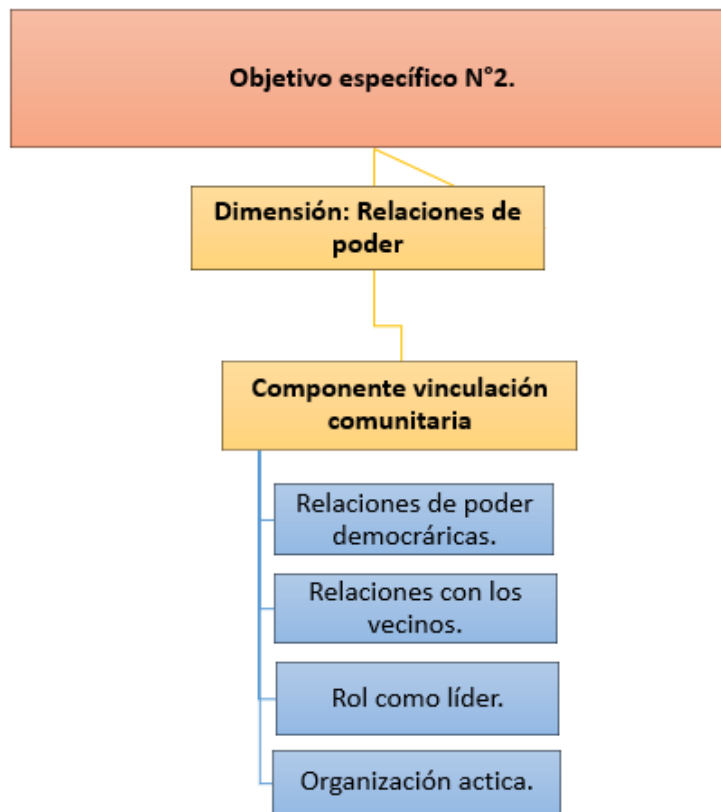 Objetivo específico N°2.
Dimensión: Relaciones de
poder
Componente vinculación
comunitaria
Relaciones de poder
democráricas.
Relaciones con los
vecinos.
Rol como líder.
Organización actica.